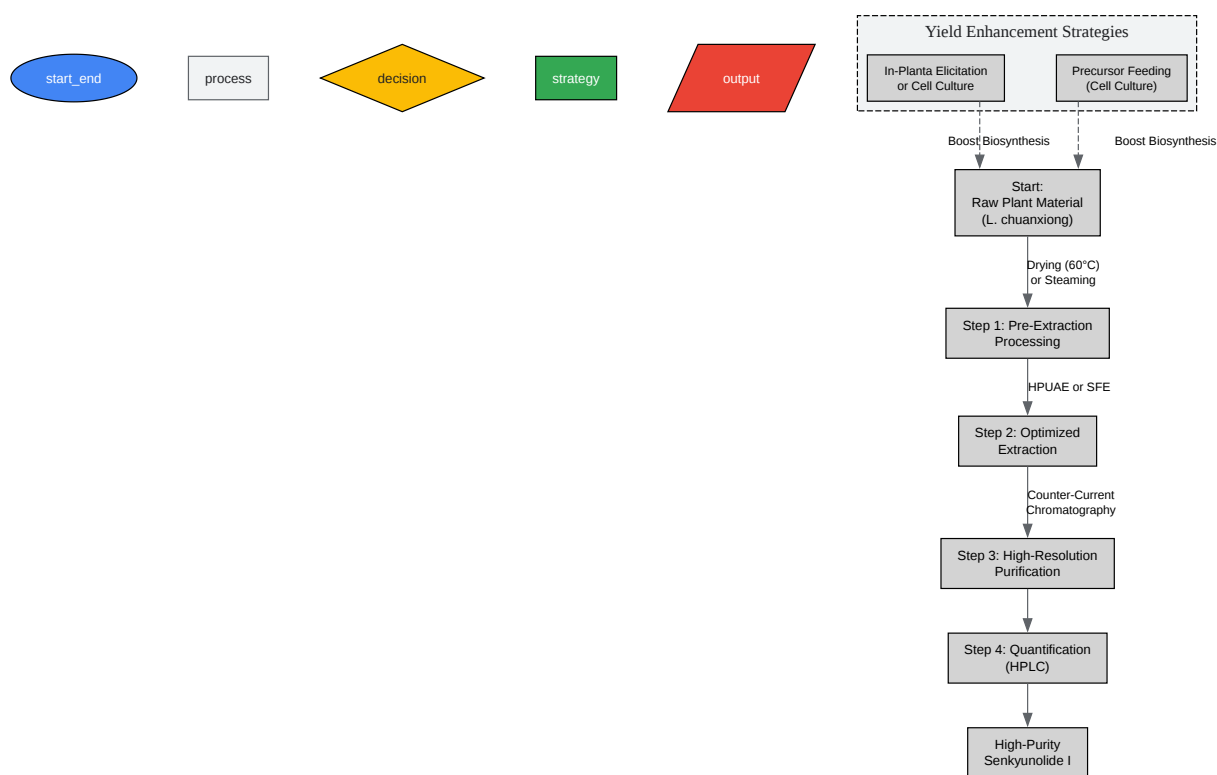 start_end
process
decision
strategy
output
Yield Enhancement Strategies
In-Planta Elicitation
or Cell Culture
Precursor Feeding
(Cell Culture)
Boost Biosynthesis
Boost Biosynthesis
Start:
Raw Plant Material
(L. chuanxiong)
Drying (60°C)
or Steaming
Step 1: Pre-Extraction
Processing
HPUAE or SFE
Step 2: Optimized
Extraction
Counter-Current
Chromatography
Step 3: High-Resolution
Purification
Step 4: Quantification
(HPLC)
High-Purity
Senkyunolide I